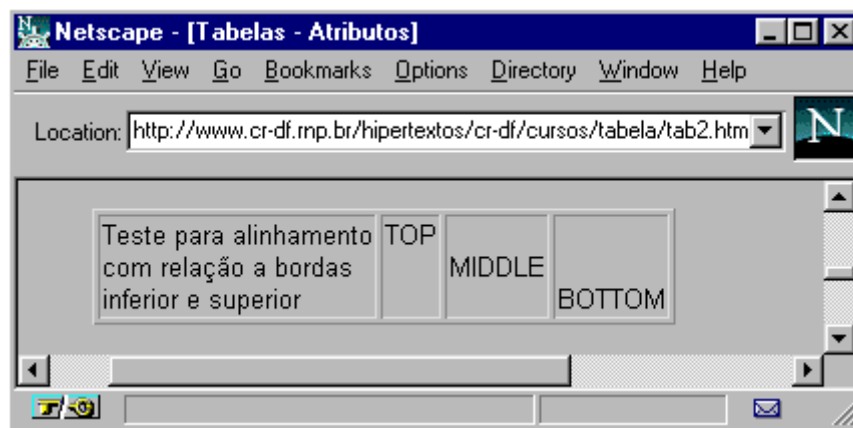 Netscape - [Tabelas - Atributos]
File Edit View Go Bookmarks Options Directory Window Help
Location: http://www.cr-df.rnp.br/hipertextos/cr-df/cursos/tabela/tab2.htm
N
Teste para alinhamento
com relação a bordas
inferior e superior
TOP
MIDDLE
BOTTOM